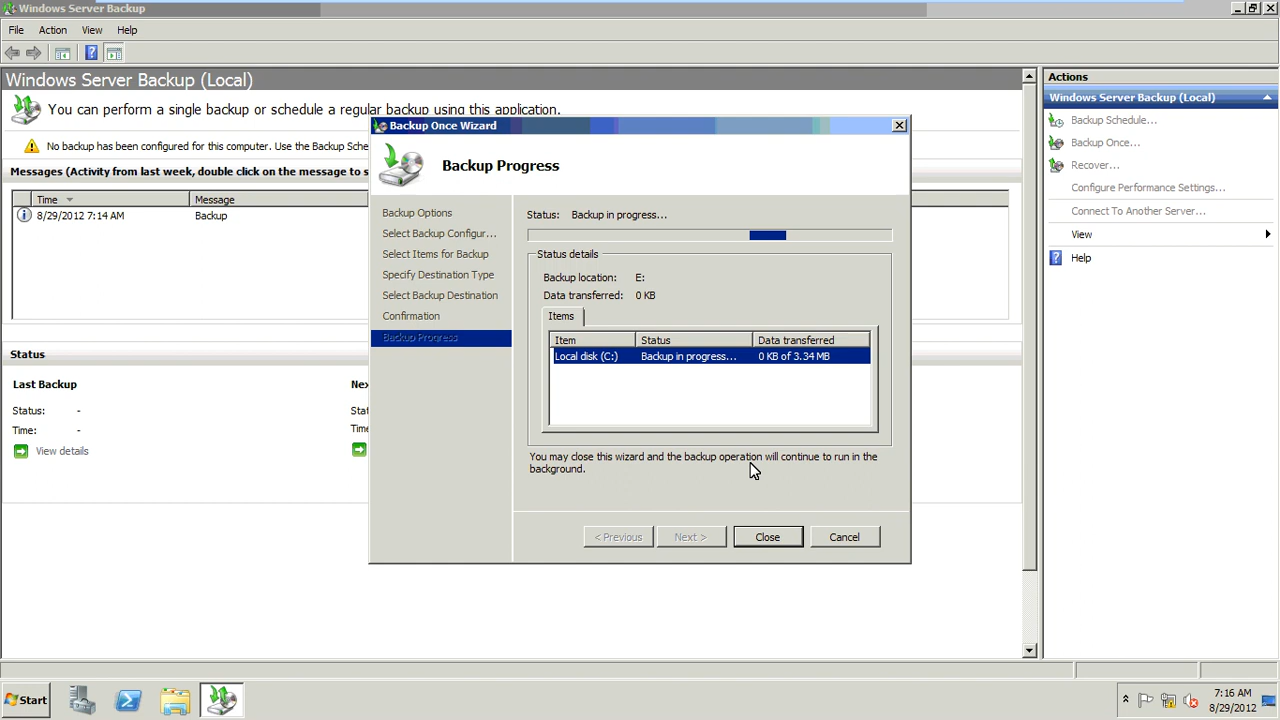 Windows Server Backup
File Action View Help
Windows Server Backup (Local)
You can perform a single backup or schedule a regular backup using this application.
No backup has been configured for this computer. Use the Backup Sche
Messages (Activity from last week, double click on the message to s
Time Message
8/29/2012 7:14 AM Backup
Status
Last Backup
Status: -
Time: -
View details
Nex
Stat
Time
Backup Once Wizard
Backup Progress
Backup Options
Select Backup Configur...
Select Items for Backup
Specify Destination Type
Select Backup Destination
Confirmation
Backup Progress
Status: Backup in progress...
Status details
Backup location: E:
Data transferred: 0 KB
Items
Item Status Data transferred
Local disk (C:) Backup in progress... 0 KB of 3.34 MB
You may close this wizard and the backup operation will continue to run in the
background.
< Previous Next > Close Cancel
Actions
Windows Server Backup (Local)
Backup Schedule...
Backup Once...
Recover...
Configure Performance Settings...
Connect To Another Server...
View
Help
Start
7:16 AM
8/29/2012